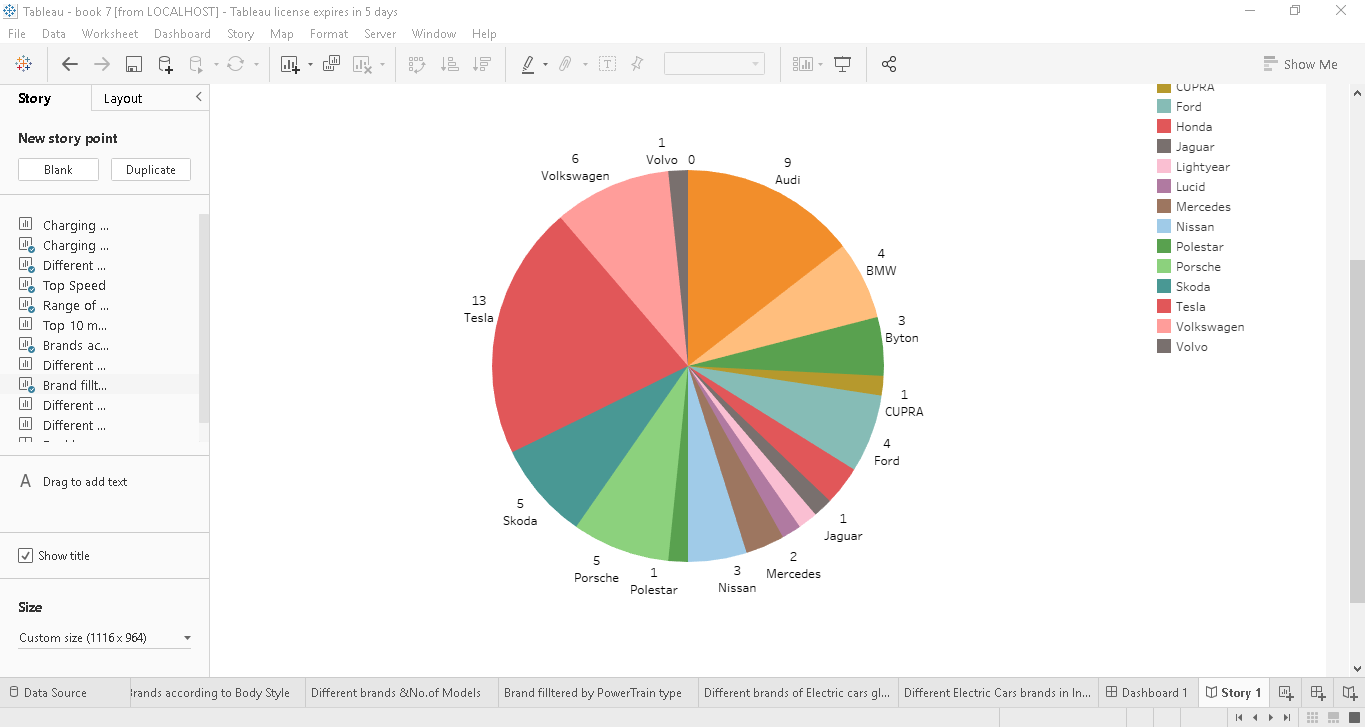 Tableau - book 7 [from LOCALHOST] - Tableau license expires in 5 days
File Data Worksheet Dashboard Story Map Format Server Window Help
Show Me
Story
Layout
New story point
Blank
Duplicate
Charging ...
Charging ...
Different ...
Top Speed
Range of ...
Top 10 m...
Brands ac...
Different ...
Brand fillt...
Different ...
Different ...
A Drag to add text
Show title
Size
Custom size (1116 x 964)
1
Volvo
0
9
Audi
4
BMW
3
Byton
1
CUPRA
4
Ford
1
Jaguar
2
Mercedes
3
Nissan
1
Polestar
5
Porsche
5
Skoda
13
Tesla
6
Volkswagen
CUPRA
Ford
Honda
Jaguar
Lightyear
Lucid
Mercedes
Nissan
Polestar
Porsche
Skoda
Tesla
Volkswagen
Volvo
Data Source
Brands according to Body Style
Different brands &No.of Models
Brand filltered by PowerTrain type
Different brands of Electric cars gl...
Different Electric Cars brands in In...
Dashboard 1
Story 1